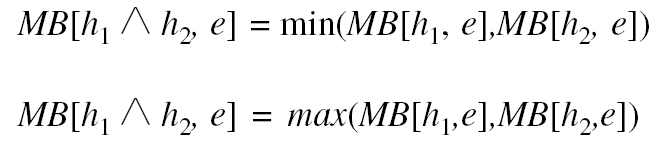 MB[h₁ ∧ h₂, e] = min(MB[h₁, e],MB[h₂, e])
MB[h₁ ∧ h₂, e] = max(MB[h₁,e],MB[h₂,e])